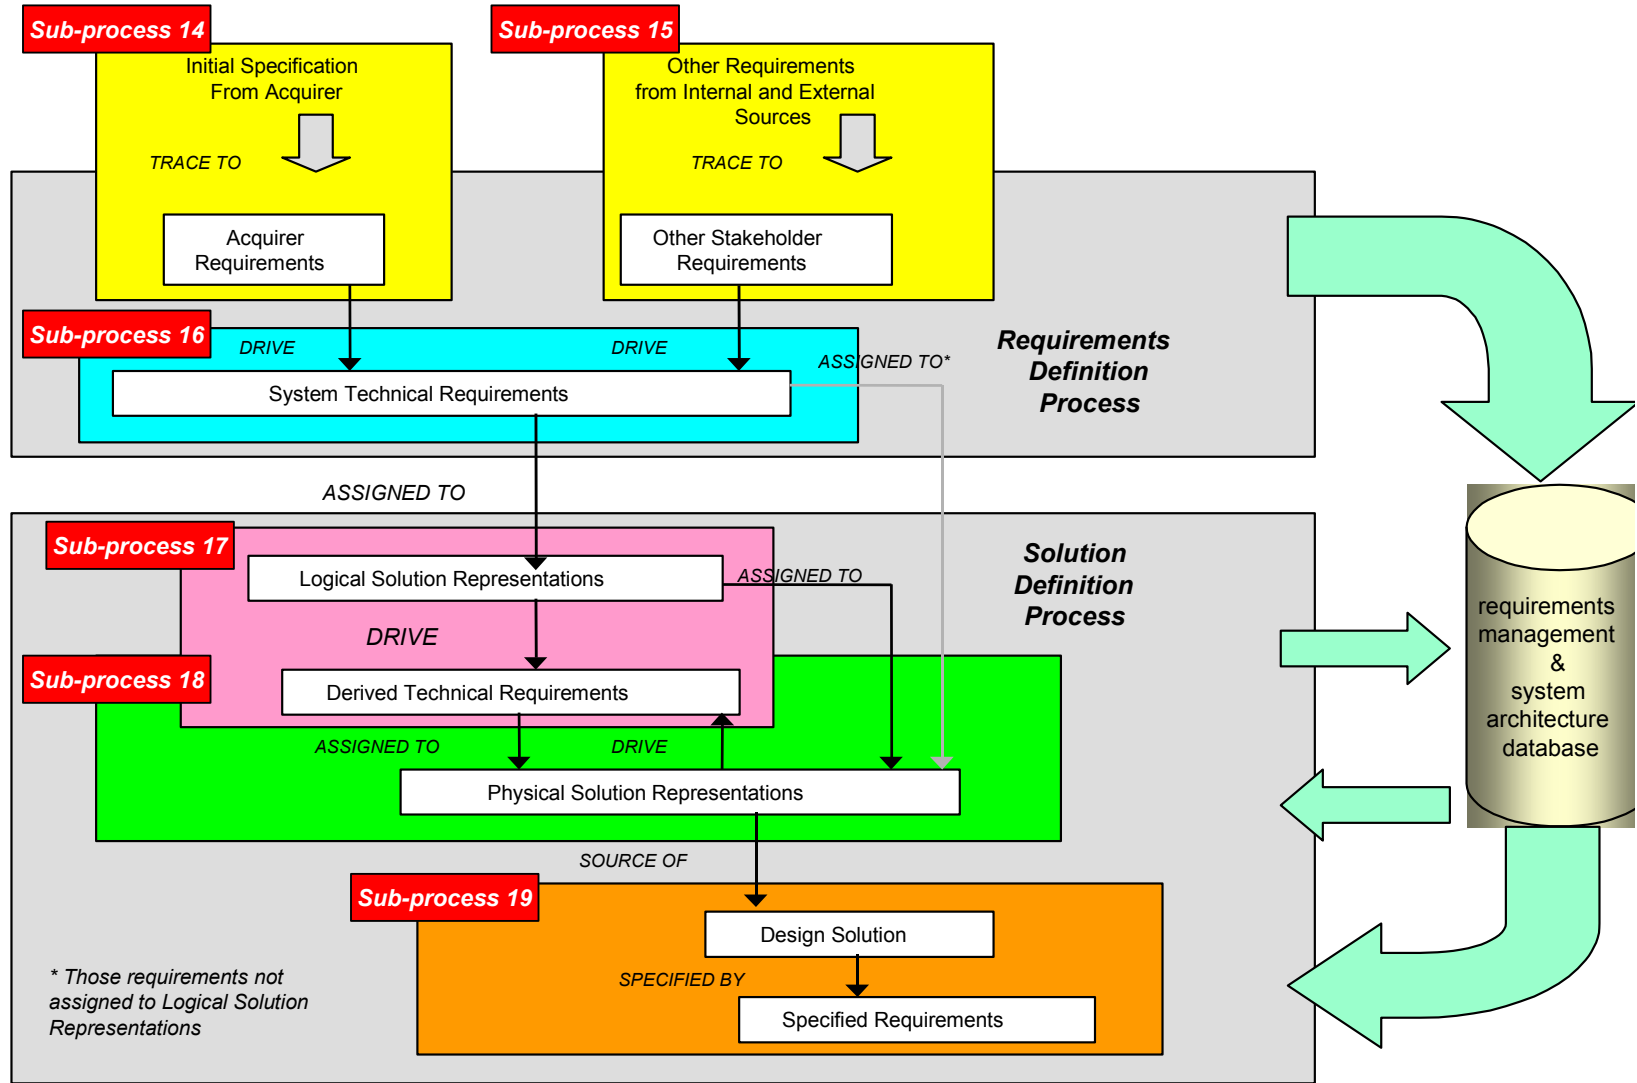 Sub-process 14
Sub-process 15
Initial Specification
From Acquirer
Other Requirements
from Internal and External
Sources
TRACE TO
TRACE TO
Acquirer
Requirements
Other Stakeholder
Requirements
Sub-process 16
DRIVE
DRIVE
ASSIGNED TO*
Requirements
Definition
Process
System Technical Requirements
ASSIGNED TO
Sub-process 17
Solution
Definition
Process
Logical Solution Representations
ASSIGNED TO
DRIVE
requirements
management
&
system
architecture
database
Sub-process 18
Derived Technical Requirements
ASSIGNED TO
DRIVE
Physical Solution Representations
SOURCE OF
Sub-process 19
Design Solution
SPECIFIED BY
Specified Requirements
* Those requirements not
assigned to Logical Solution
Representations